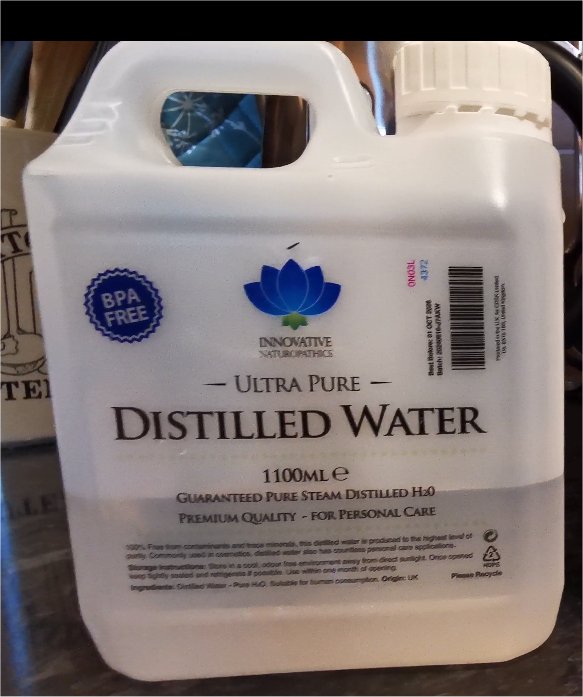 BPA
FREE
INNOVATIVE
NATUROPATHICS
0N03L
4372
— ULTRA PURE —
DISTILLED WATER
1100ML ℮
GUARANTEED PURE STEAM DISTILLED H20
PREMIUM QUALITY - FOR PERSONAL CARE
100% Free from contaminants and trace minerals, this distilled water is produced to the highest level of
purity. Commonly used in cosmetics, distilled water also has countless personal care applications.
Storage Instructions: Store in a cool, odour free environment away from direct sunlight. Once opened
keep tightly sealed and refrigerate if possible. Use within one month of opening.
Ingredients: Distilled Water - Pure H₂O. Suitable for human consumption. Origin: UK
2
HDPE
Please Recycle